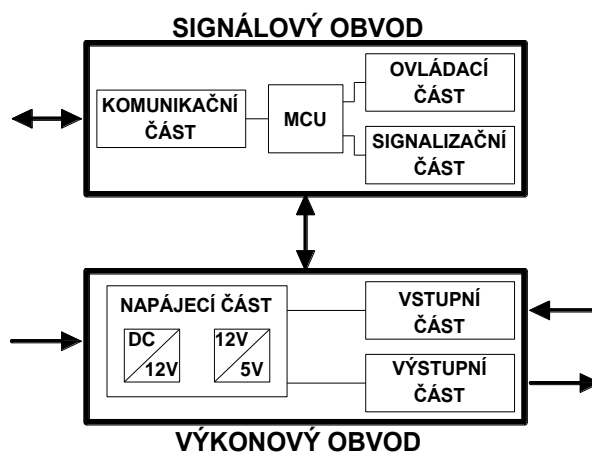 SIGNÁLOVÝ OBVOD
KOMUNIKAČNÍ
ČÁST
MCU
OVLÁDACÍ
ČÁST
SIGNALIZAČNÍ
ČÁST
NAPÁJECÍ ČÁST
DC
12V
12V
5V
VSTUPNÍ
ČÁST
VÝSTUPNÍ
ČÁST
VÝKONOVÝ OBVOD